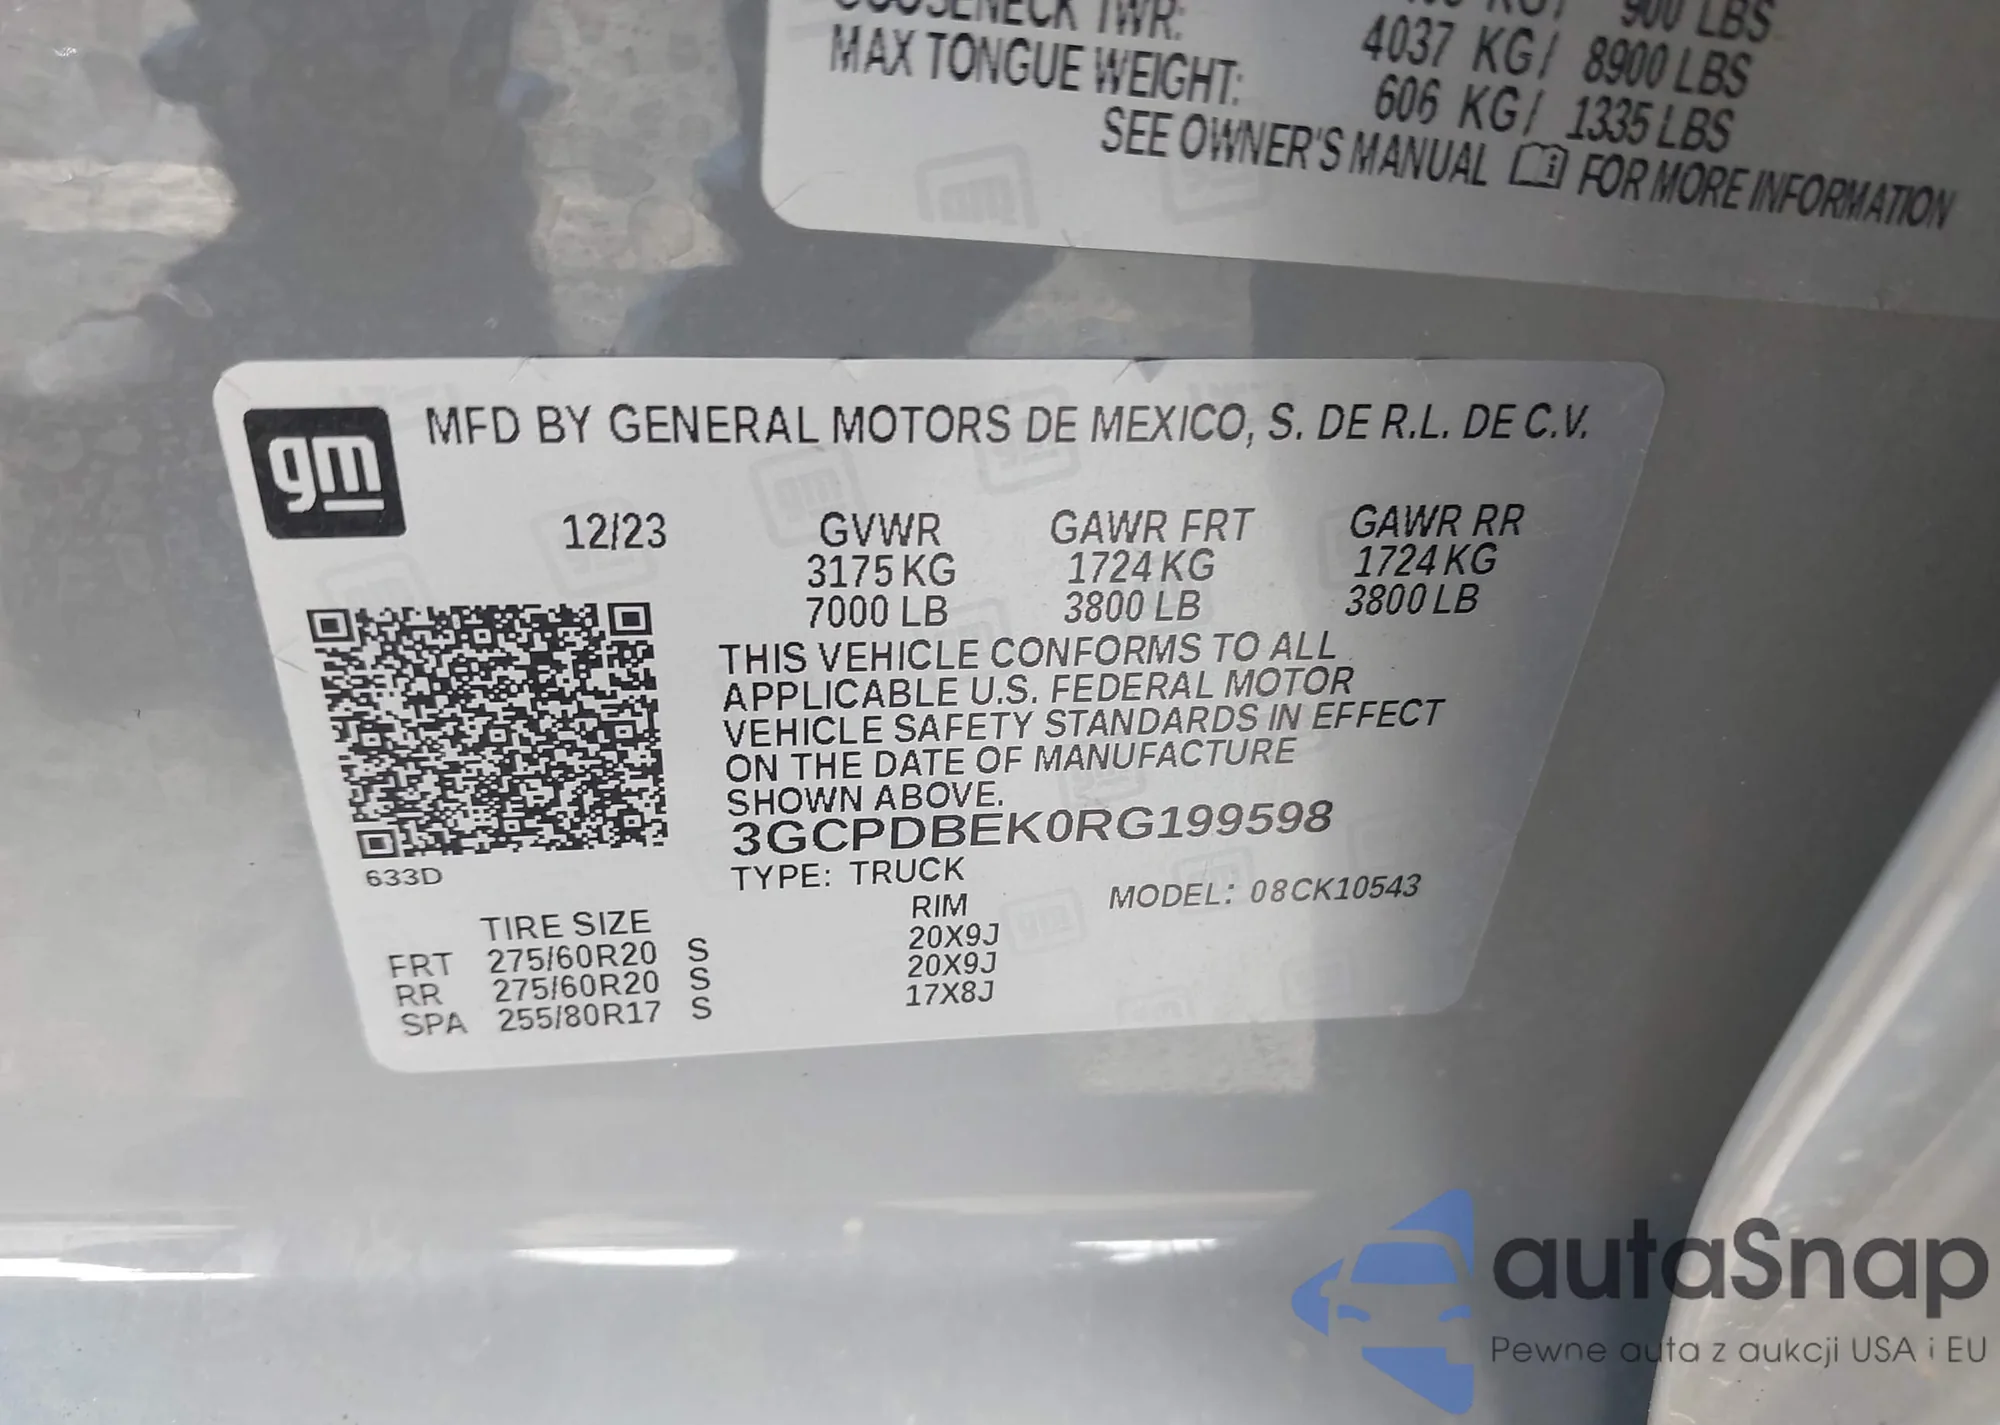 GOOSENECK TWR:
900 LBS
4037 KG/ 8900 LBS
MAX TONGUE WEIGHT:
606 KG/ 1335 LBS
SEE OWNER'S MANUAL FOR MORE INFORMATION
gm
MFD BY GENERAL MOTORS DE MEXICO, S. DE R.L. DE C.V.
12/23 GVWR GAWR FRT GAWR RR
3175 KG 1724 KG 1724 KG
7000 LB 3800 LB 3800 LB
THIS VEHICLE CONFORMS TO ALL
APPLICABLE U.S. FEDERAL MOTOR
VEHICLE SAFETY STANDARDS IN EFFECT
ON THE DATE OF MANUFACTURE
SHOWN ABOVE.
3GCPDBEK0RG199598
633D
TYPE: TRUCK
MODEL: 08CK10543
TIRE SIZE RIM
FRT 275/60R20 S 20X9J
RR 275/60R20 S 20X9J
SPA 255/80R17 S 17X8J
autaSnap
Pewne auta z aukcji USA i EU